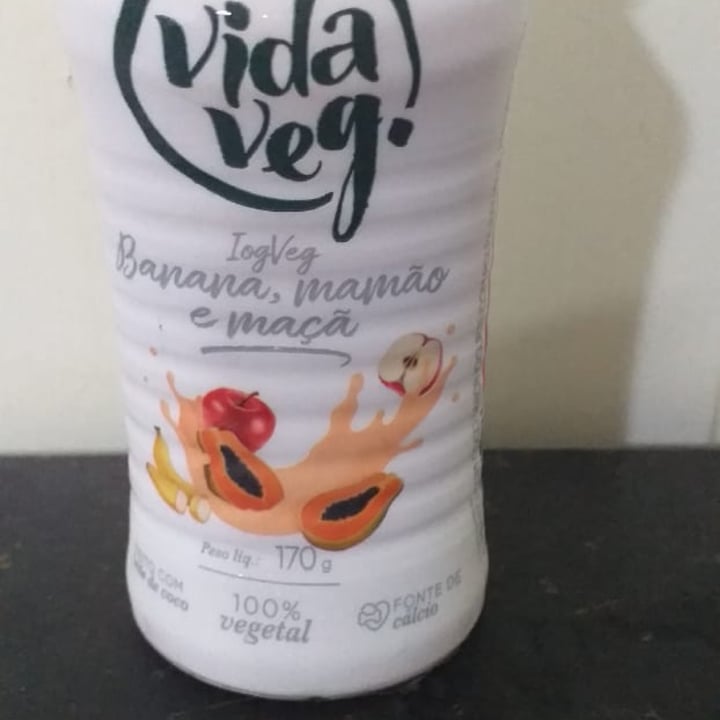 vida
veg.
IogVeg
Banana, mamão
e maçã
Peso líq.: 170 g
100%
vegetal
COM
de coco
FONTE DE
cálcio